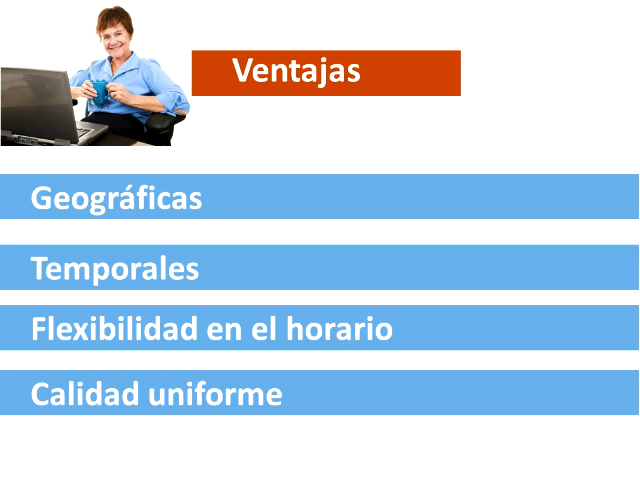 Ventajas
Geográficas
Temporales
Flexibilidad en el horario
Calidad uniforme